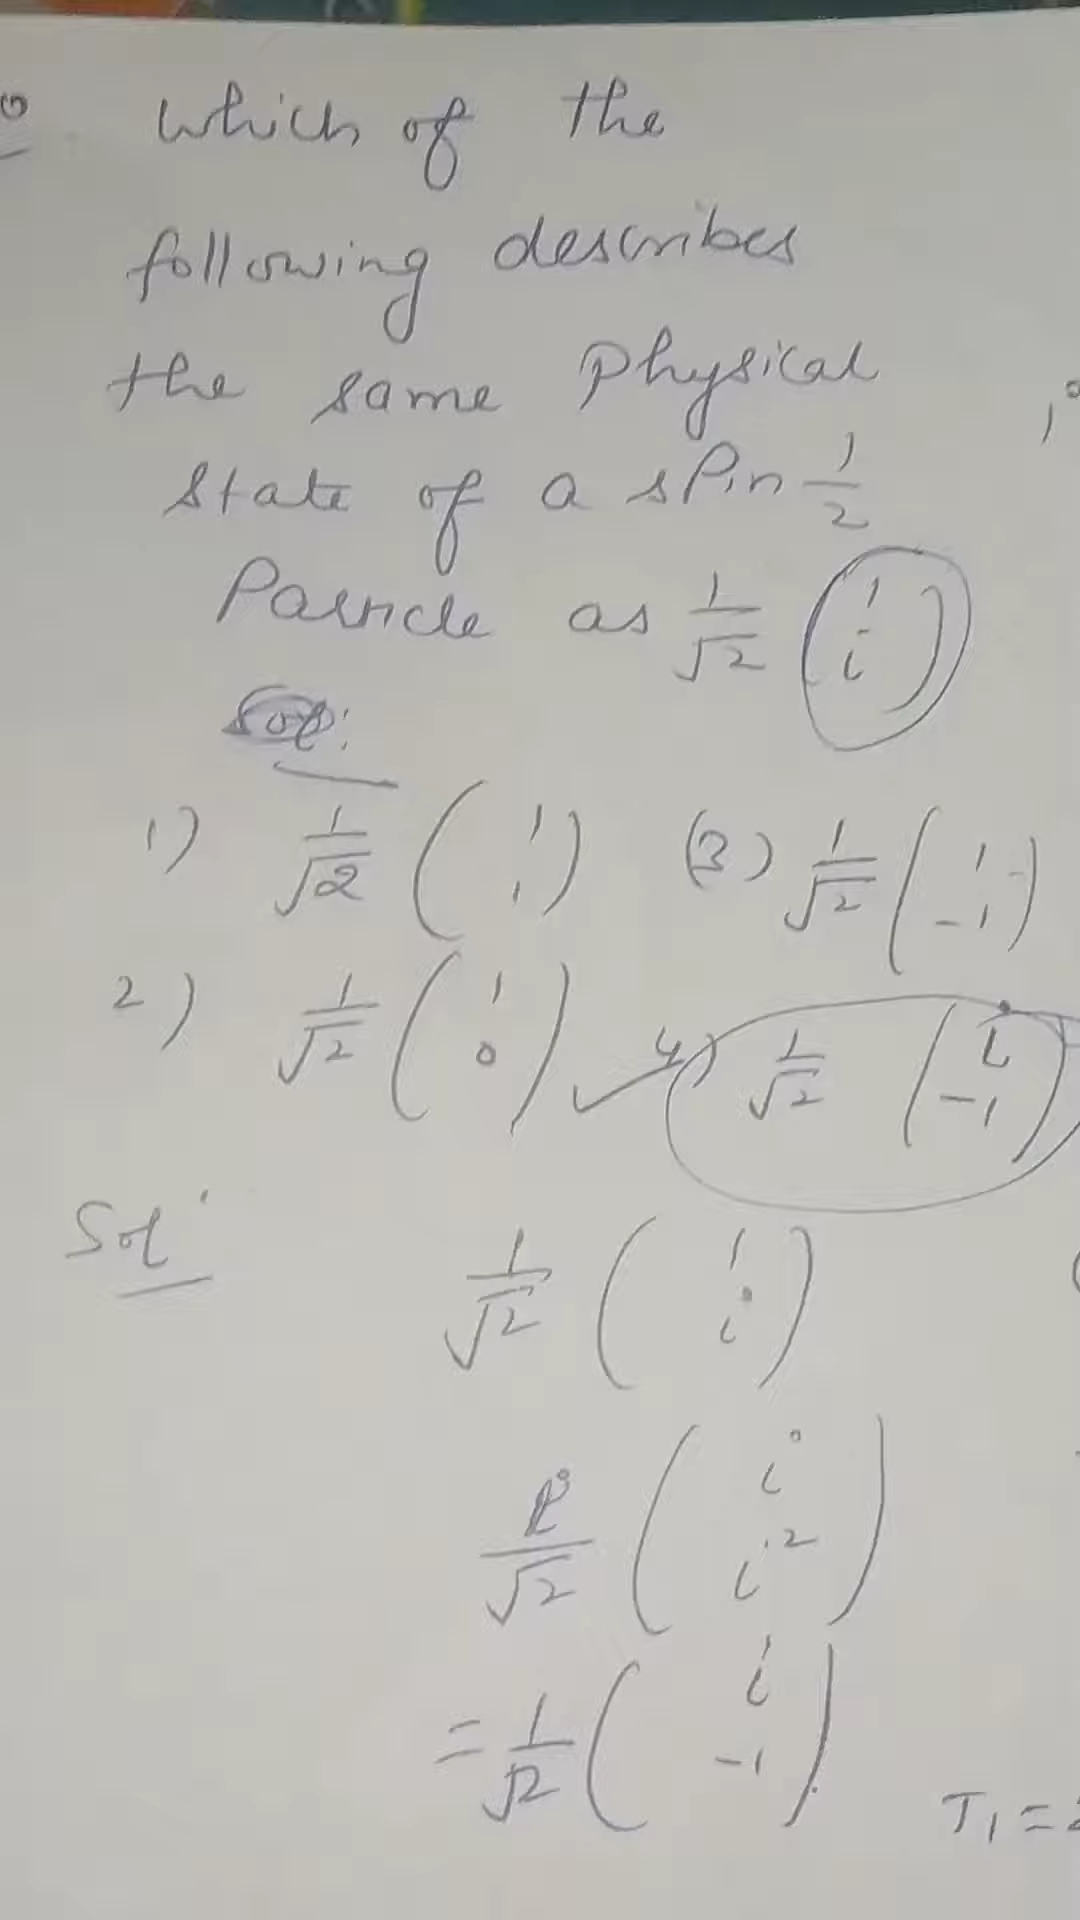 which of the
following describes
the same Physical
state of a spin 1/2
Particle as 1/√2 (1 i)
Sol:
1) 1/√2 (1 1) (3) 1/√2 (1 -1)
2) 1/√2 (1 0) 4) 1/√2 (i -1)
Sol
1/√2 (1 i)
i/√2 (i i²)
= 1/√2 (i -1)
T₁ =